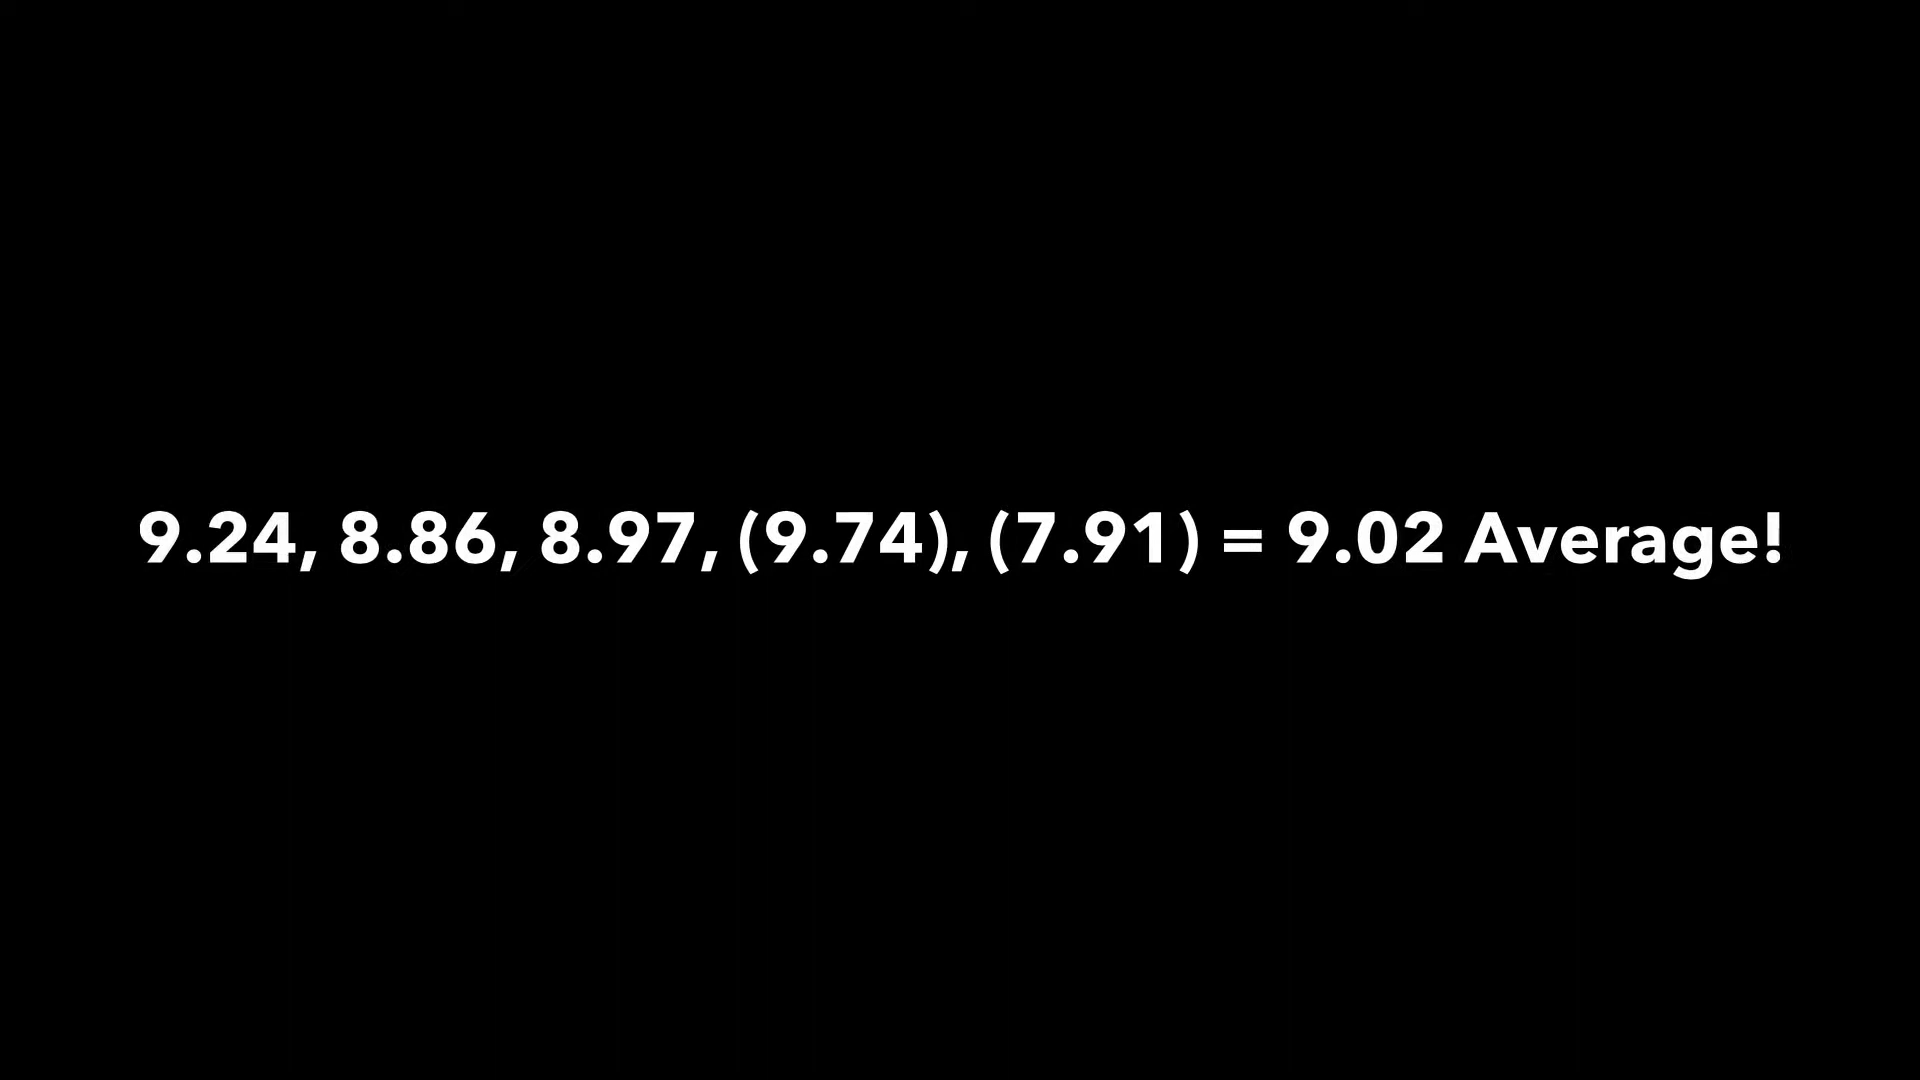 9.24, 8.86, 8.97, (9.74), (7.91) = 9.02 Average!